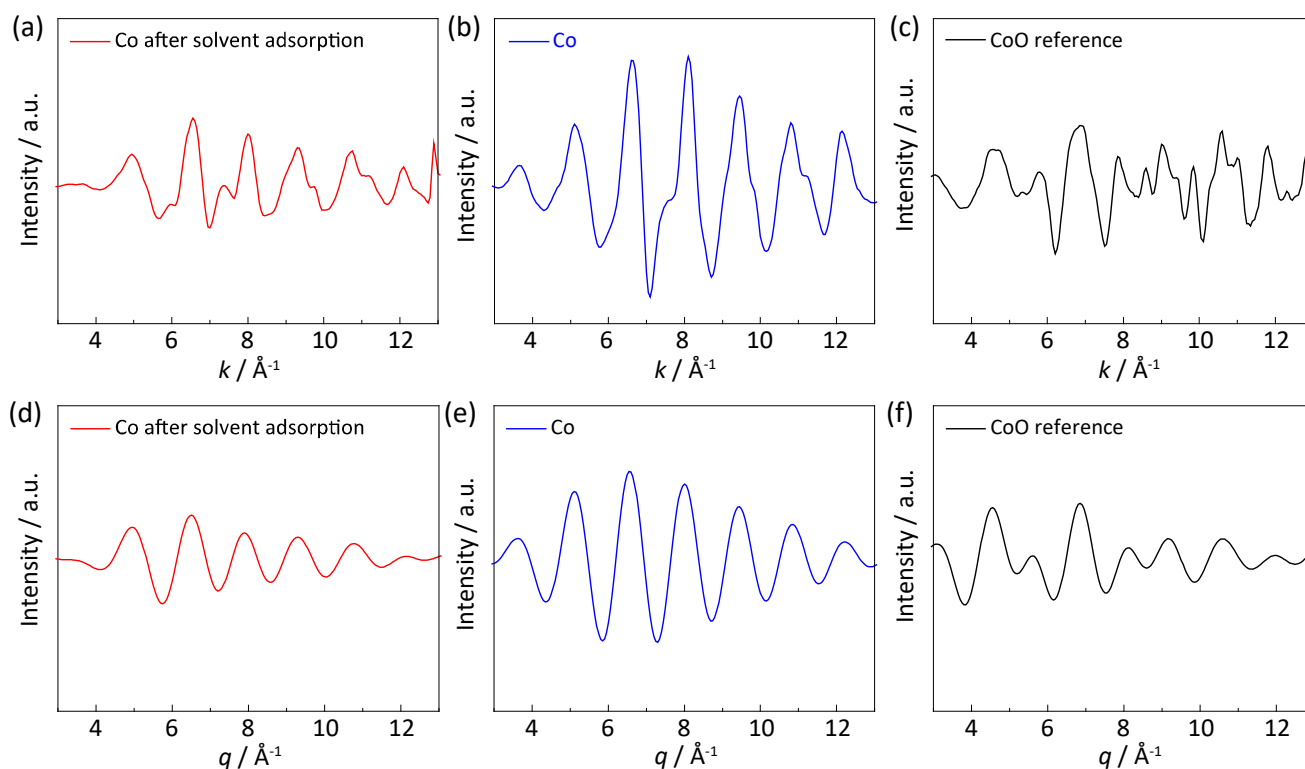 (a)
Co after solvent adsorption
Intensity / a.u.
4 6 8 10 12
k / Å⁻¹
(b)
Co
Intensity / a.u.
4 6 8 10 12
k / Å⁻¹
(c)
CoO reference
Intensity / a.u.
4 6 8 10 12
k / Å⁻¹
(d)
Co after solvent adsorption
Intensity / a.u.
4 6 8 10 12
q / Å⁻¹
(e)
Co
Intensity / a.u.
4 6 8 10 12
q / Å⁻¹
(f)
CoO reference
Intensity / a.u.
4 6 8 10 12
q / Å⁻¹